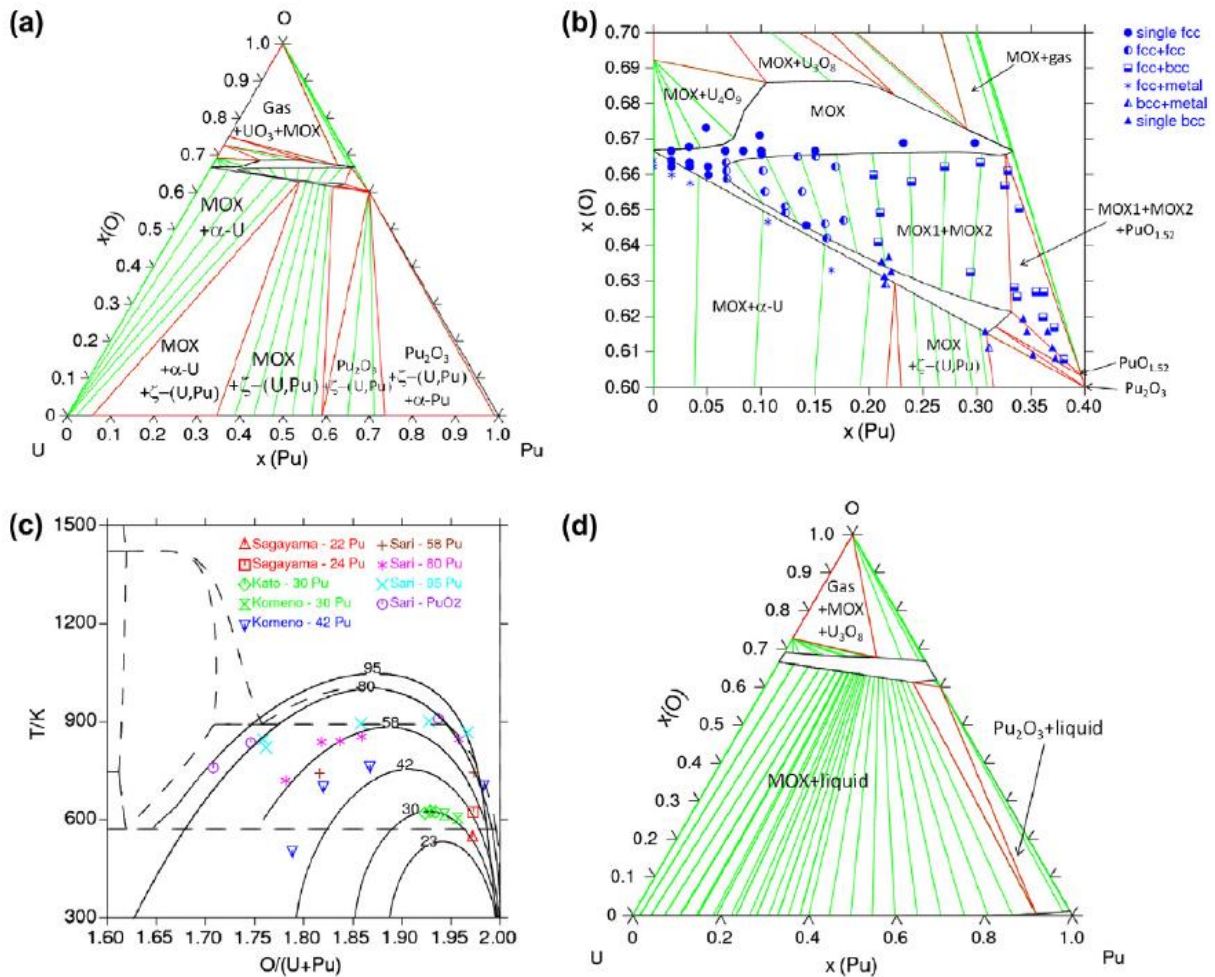 (a)
O
1.0
0.9
0.8
0.7
0.6
0.5
0.4
0.3
0.2
0.1
0
x(O)
Gas
+UO₃+MOX
MOX
+α-U
MOX
+α-U
+ζ-(U,Pu)
MOX
+ζ-(U,Pu)
Pu₂O₃
+ζ-(U,Pu)
Pu₂O₃
+ζ-(U,Pu)
+α-Pu
0 0.1 0.2 0.3 0.4 0.5 0.6 0.7 0.8 0.9 1.0
U x (Pu) Pu
(b)
0.70
0.69
0.68
0.67
0.66
0.65
0.64
0.63
0.62
0.61
0.60
x (O)
MOX+U₃O₈
MOX+gas
MOX+U₄O₉
MOX
MOX1+MOX2
MOX1+MOX2
+PuO₁.₅₂
MOX+α-U
MOX
+ζ-(U,Pu)
PuO₁.₅₂
Pu₂O₃
0 0.05 0.10 0.15 0.20 0.25 0.30 0.35 0.40
x (Pu)
single fcc
fcc+fcc
fcc+bcc
fcc+metal
bcc+metal
single bcc
(c)
1500
1200
900
600
300
T/K
Sagayama - 22 Pu
Sagayama - 24 Pu
Kato - 30 Pu
Komeno - 30 Pu
Komeno - 42 Pu
Sari - 58 Pu
Sari - 80 Pu
Sari - 95 Pu
Sari - PuO2
95
80
58
42
30
23
1.60 1.70 1.80 1.90 2.00
O/(U+Pu)
(d)
O
1.0
0.9
0.8
0.7
0.6
0.5
0.4
0.3
0.2
0.1
0
x(O)
Gas
+MOX
+U₃O₈
MOX+liquid
Pu₂O₃+liquid
0 0.1 0.2 0.3 0.4 0.5 0.6 0.7 0.8 0.9 1.0
U x (Pu) Pu